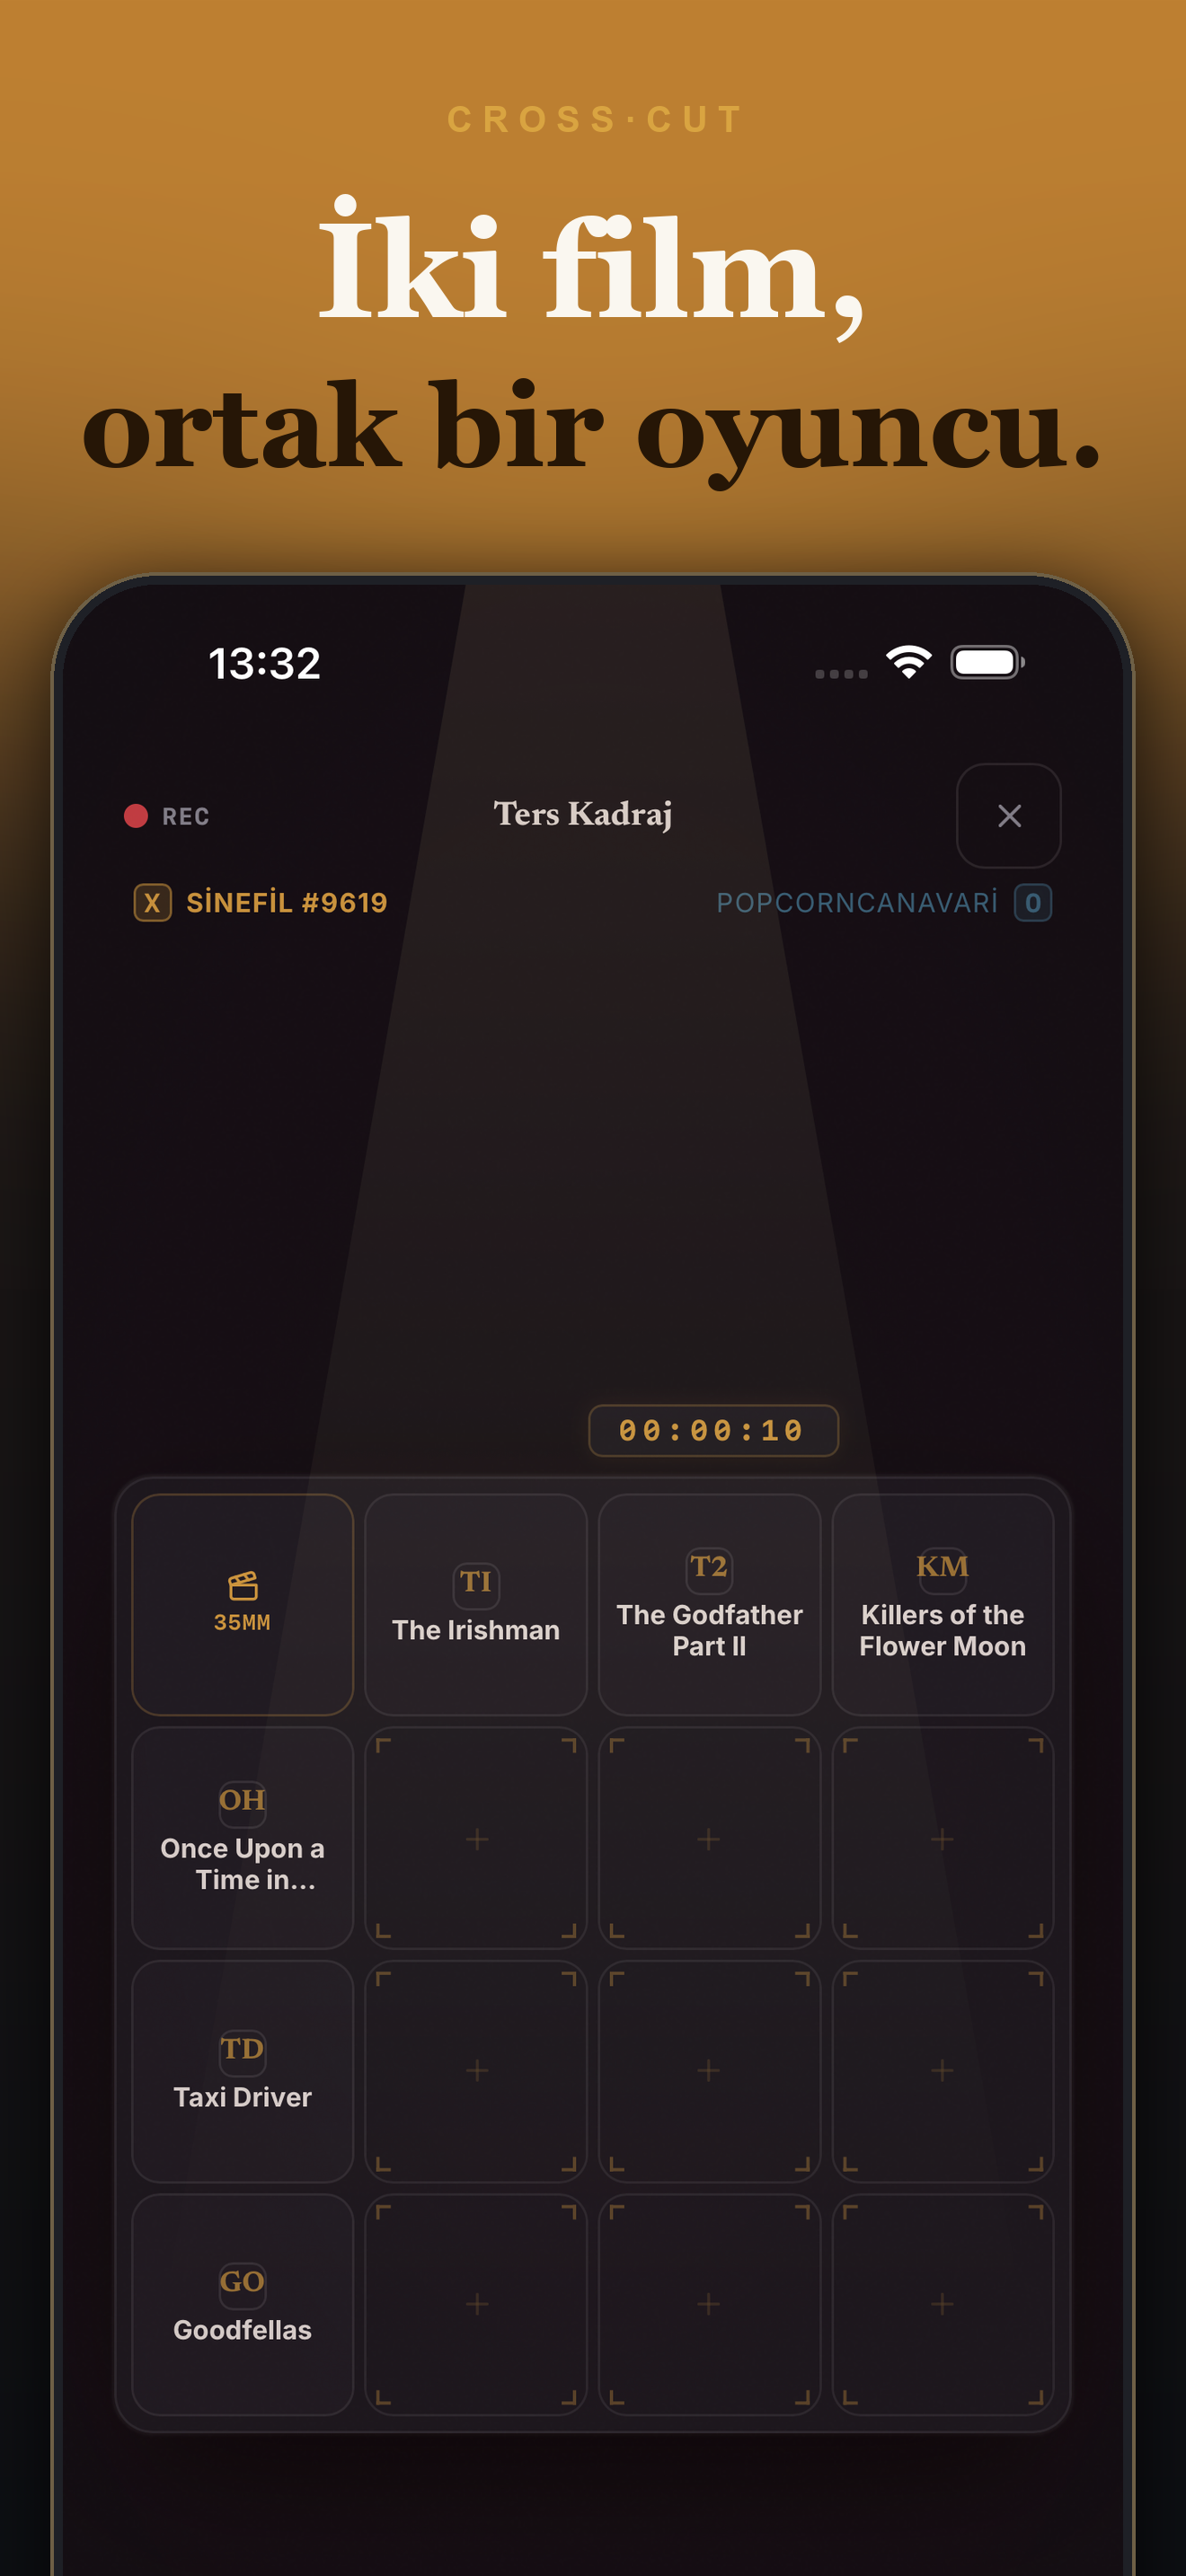 CROSS·CUT
İki film,
ortak bir oyuncu.
13:32
REC
Ters Kadraj
X SİNEFİL #9619
POPCORNCANAVARİ 0
00:00:10
35MM
TI
The Irishman
T2
The Godfather
Part II
KM
Killers of the
Flower Moon
OH
Once Upon a
Time in...
TD
Taxi Driver
GO
Goodfellas